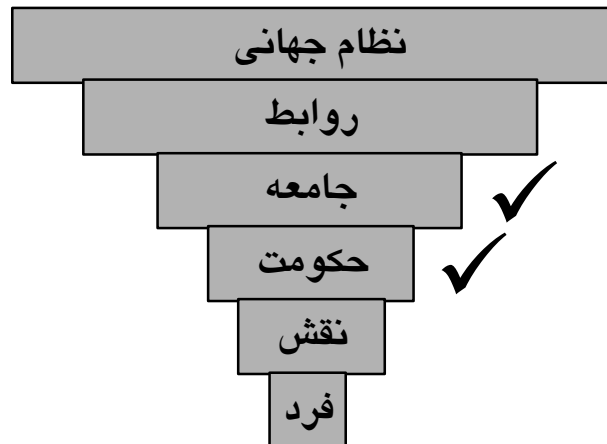 نظام جهانی
روابط
جامعه
حکومت
نقش
فرد